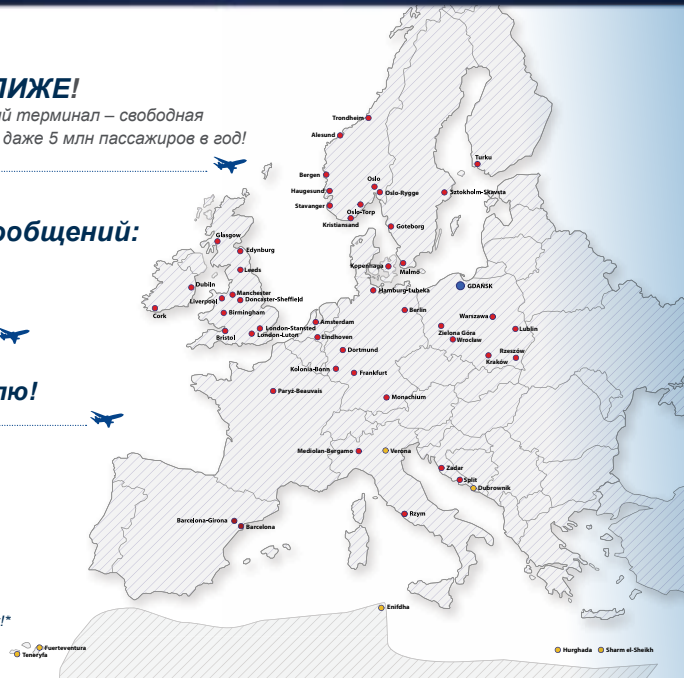 ЛИЖЕ!
ий терминал – свободная
даже 5 млн пассажиров в год!
ообщений:
лю!
!*
Trondheim
Alesund
Turku
Bergen
Oslo
Haugesund
Oslo-Rygge
Sztokholm-Skavsta
Stavanger
Oslo-Torp
Kristiansand
Goteborg
Glasgow
Edynburg
Kopenhaga
Malmö
Leeds
Dubiln
GDAŃSK
Manchester
Hamburg-Lubeka
Liverpool
Doncaster-Sheffield
Berlin
Cork
Birmingham
Warszawa
Amsterdam
London-Stansted
Lublin
Bristol
London-Luton
Eindhoven
Zielona Góra
Wrocław
Dortmund
Rzeszów
Kraków
Kolonia-Bonn
Frankfurt
Paryż-Beauvais
Monachium
Mediolan-Bergamo
Verona
Zadar
Split
Dubrownik
Rzym
Barcelona-Girona
Barcelona
Enifdha
Fuerteventura
Teneryfa
Hurghada
Sharm el-Sheikh